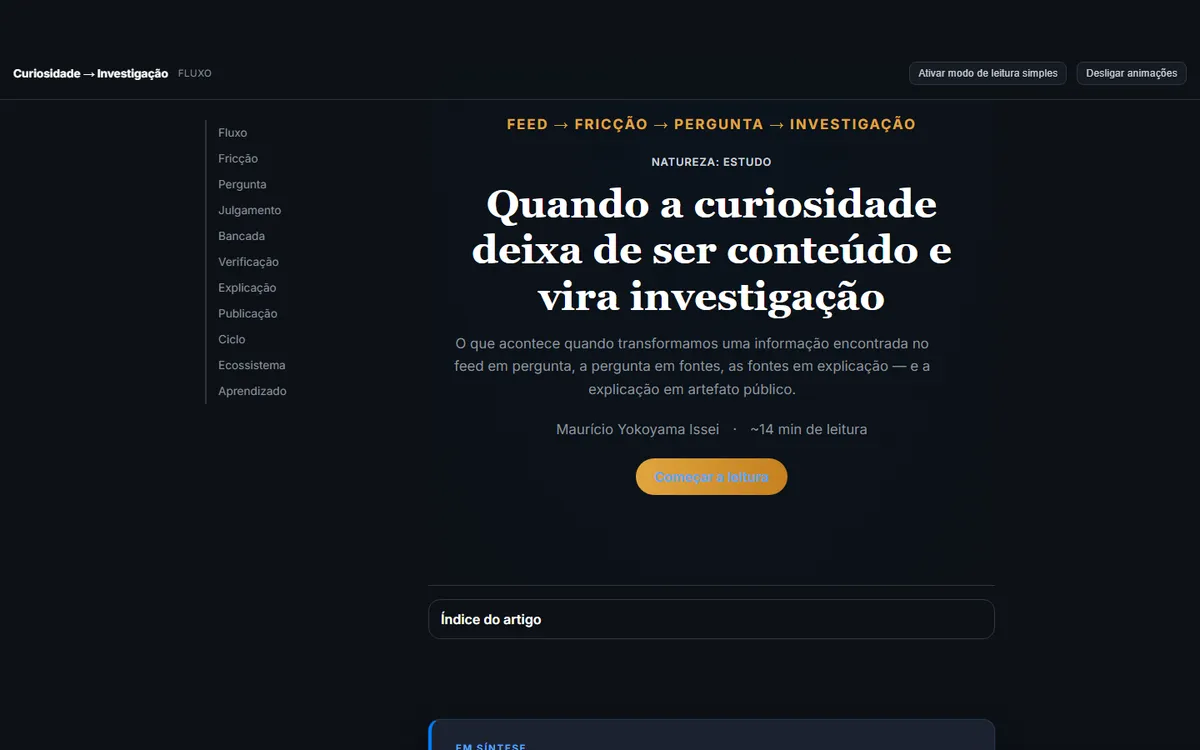 Curiosidade → Investigação FLUXO
Ativar modo de leitura simples
Desligar animações
Fluxo
Fricção
Pergunta
Julgamento
Bancada
Verificação
Explicação
Publicação
Ciclo
Ecossistema
Aprendizado
FEED → FRICÇÃO → PERGUNTA → INVESTIGAÇÃO
NATUREZA: ESTUDO
Quando a curiosidade
deixa de ser conteúdo e
vira investigação
O que acontece quando transformamos uma informação encontrada no
feed em pergunta, a pergunta em fontes, as fontes em explicação — e a
explicação em artefato público.
Maurício Yokoyama Issei · ~14 min de leitura
Começar a leitura
Índice do artigo
EM SÍNTESE